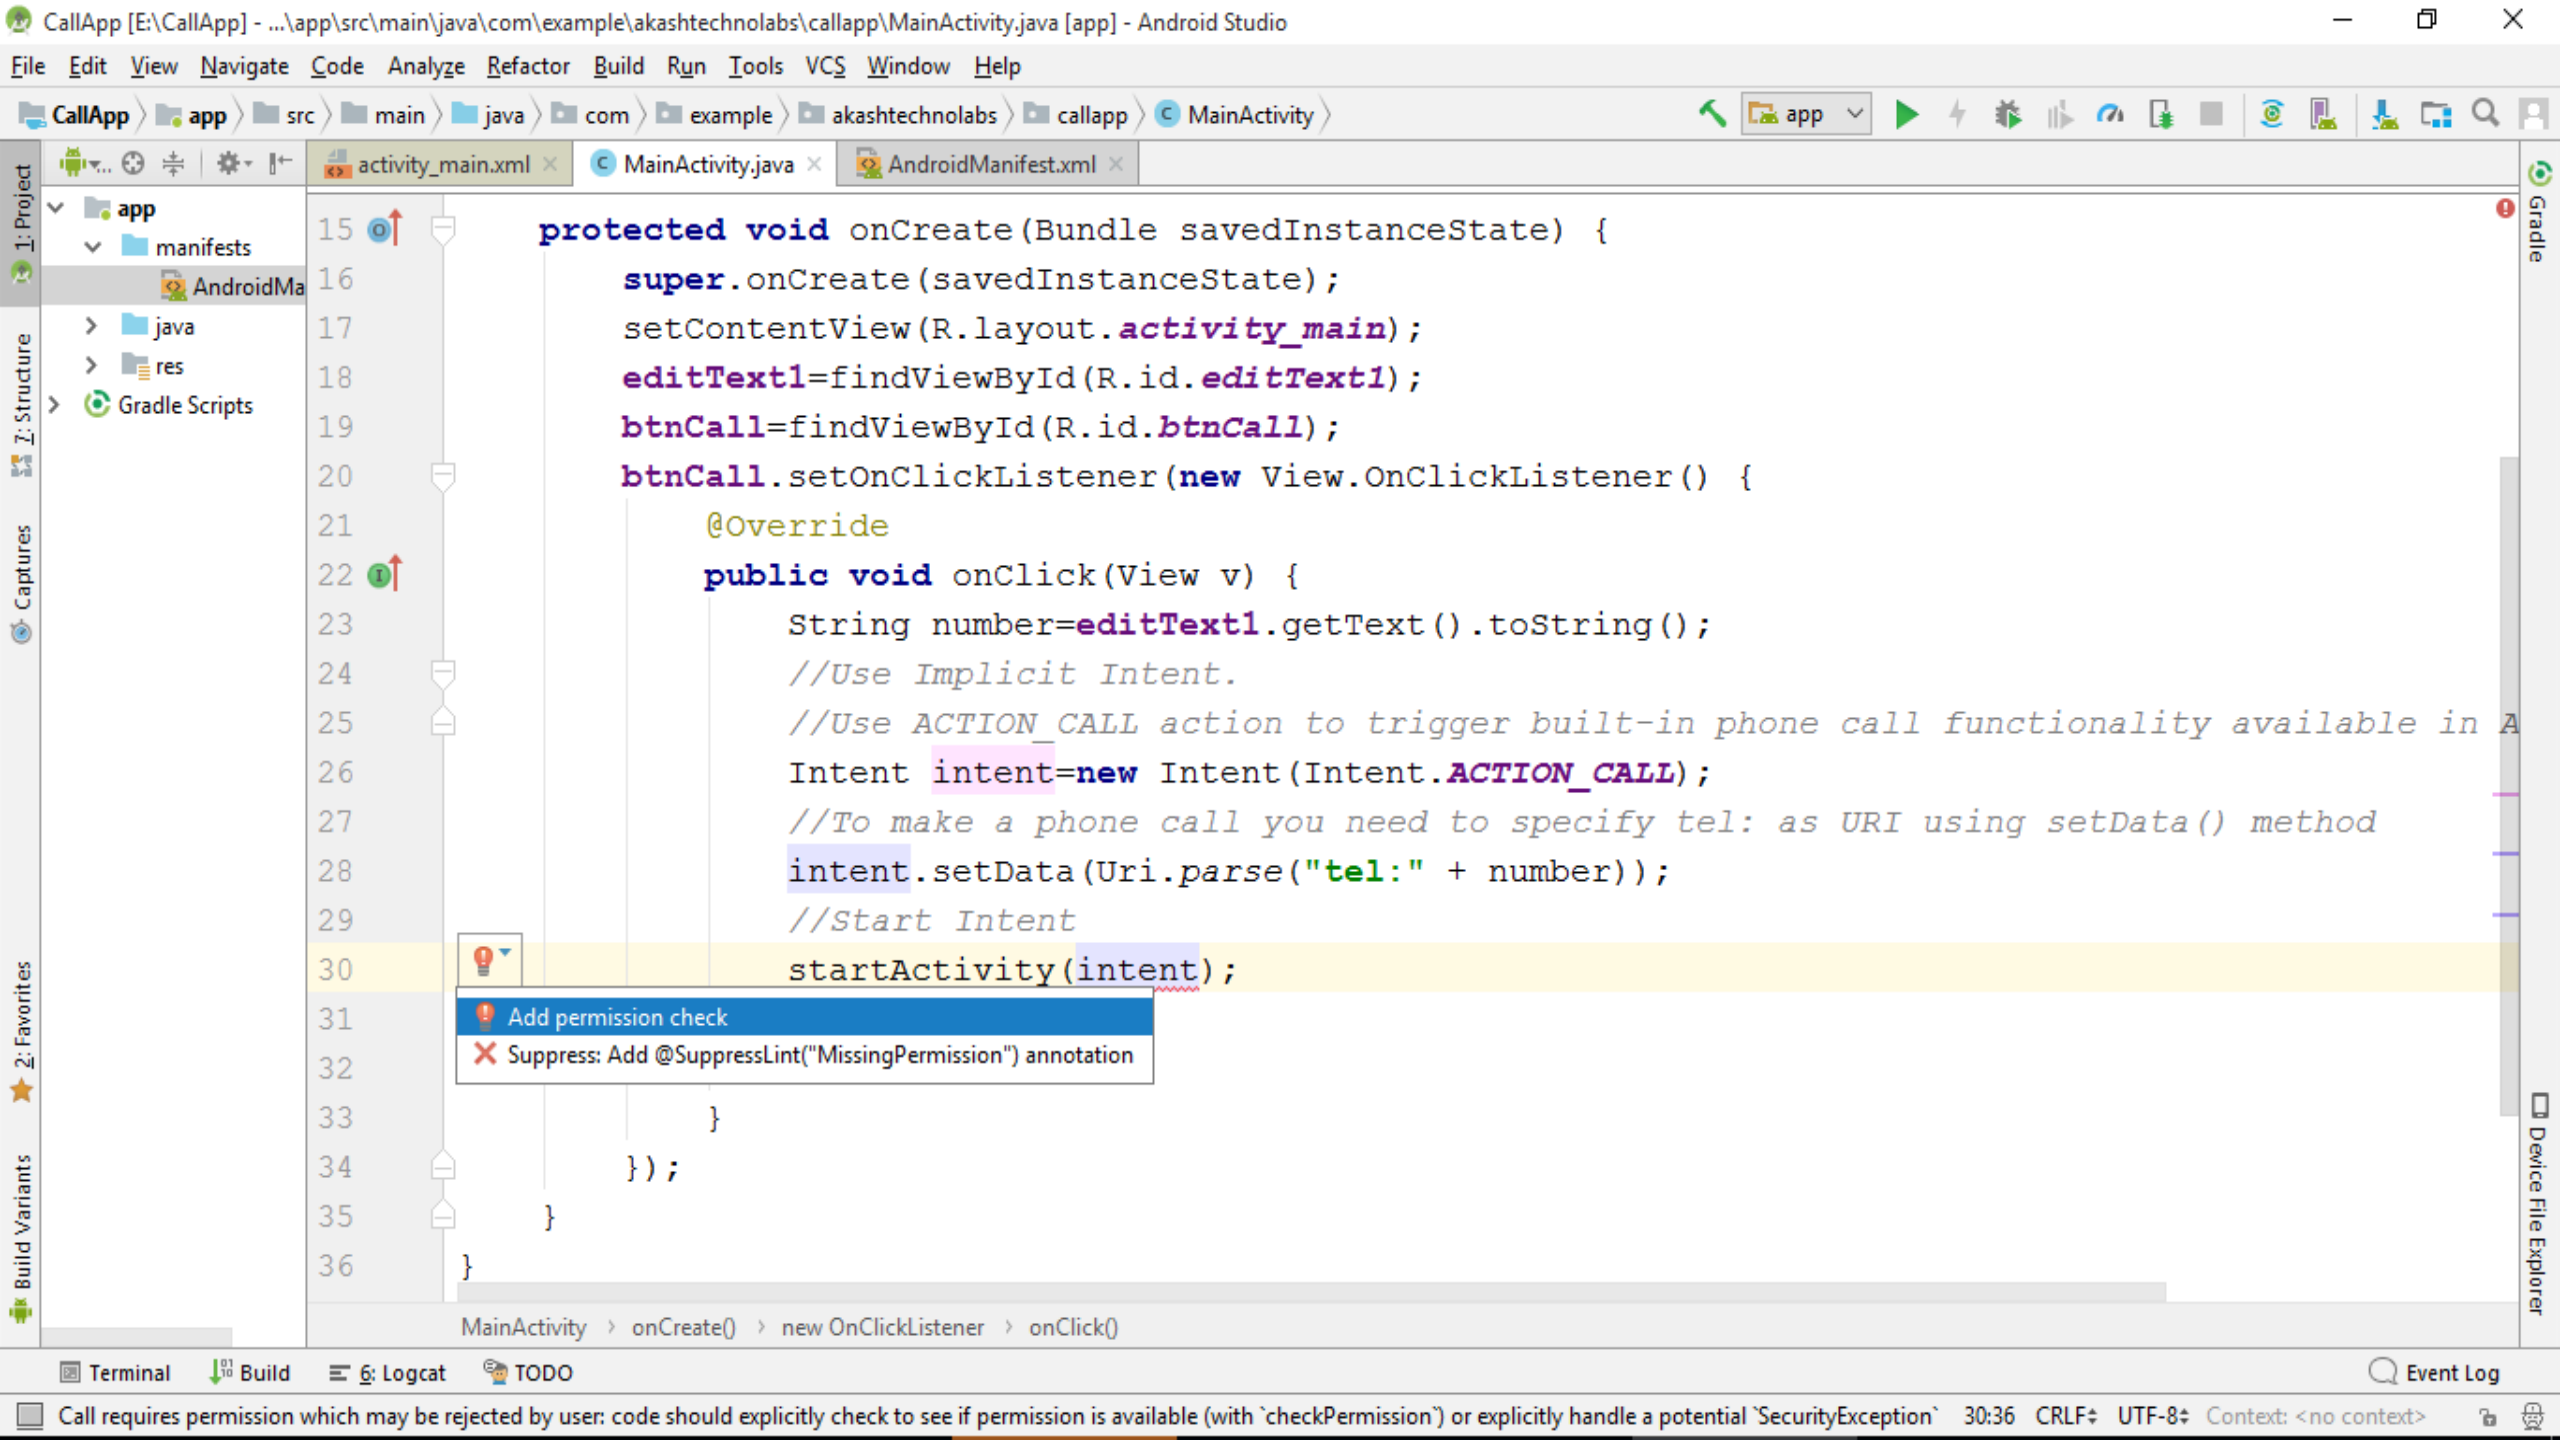 CallApp [E:\CallApp] - ...\app\src\main\java\com\example\akashtechnolabs\callapp\MainActivity.java [app] - Android Studio
File Edit View Navigate Code Analyze Refactor Build Run Tools VCS Window Help
CallApp app src main java com example akashtechnolabs callapp C MainActivity app
activity_main.xml C MainActivity.java AndroidManifest.xml
1: Project
7: Structure
Captures
2: Favorites
Build Variants
app
manifests
AndroidMa
java
res
Gradle Scripts
15 protected void onCreate(Bundle savedInstanceState) {
16 super.onCreate(savedInstanceState);
17 setContentView(R.layout.activity_main);
18 editText1=findViewById(R.id.editText1);
19 btnCall=findViewById(R.id.btnCall);
20 btnCall.setOnClickListener(new View.OnClickListener() {
21 @Override
22 public void onClick(View v) {
23 String number=editText1.getText().toString();
24 //Use Implicit Intent.
25 //Use ACTION_CALL action to trigger built-in phone call functionality available in A
26 Intent intent=new Intent(Intent.ACTION_CALL);
27 //To make a phone call you need to specify tel: as URI using setData() method
28 intent.setData(Uri.parse("tel:" + number));
29 //Start Intent
30 startActivity(intent);
31 Add permission check
32 Suppress: Add @SuppressLint("MissingPermission") annotation
33 }
34 });
35 }
36 }
Gradle
Device File Explorer
MainActivity › onCreate() › new OnClickListener › onClick()
Terminal Build 6: Logcat TODO Event Log
Call requires permission which may be rejected by user: code should explicitly check to see if permission is available (with `checkPermission`) or explicitly handle a potential `SecurityException` 30:36 CRLF UTF-8 Context: <no context>